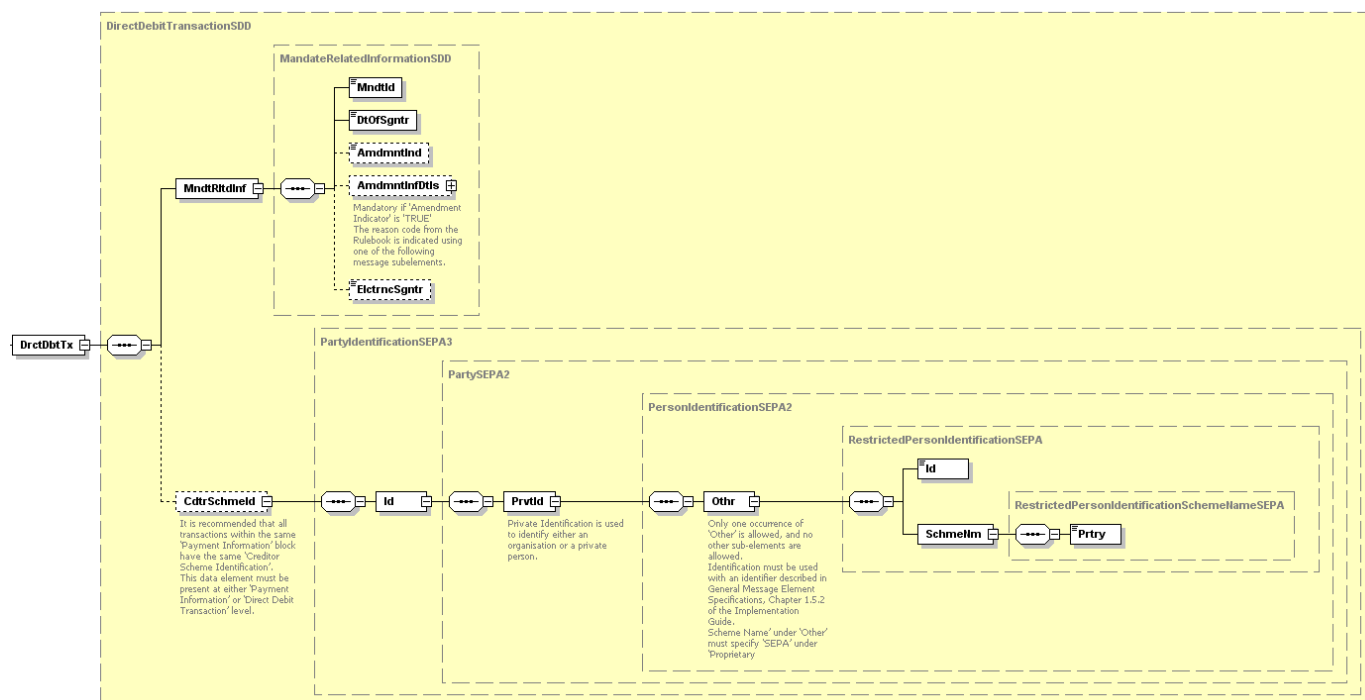 DirectDebitTransactionSDD
MandateRelatedInformationSDD
MndtId
DtOfSgntr
AmdmntInd
MndtRltdInf
AmdmntInfDtls
Mandatory if 'Amendment
Indicator' is 'TRUE'
The reason code from the
Rulebook is indicated using
one of the following
message subelements.
ElctrncSgntr
DrctDbtTx
PartyIdentificationSEPA3
PartySEPA2
PersonIdentificationSEPA2
RestrictedPersonIdentificationSEPA
Id
CdtrSchmeId
Id
PrvtId
Othr
RestrictedPersonIdentificationSchemeNameSEPA
SchmeNm
Prtry
It is recommended that all
transactions within the same
'Payment Information' block
have the same 'Creditor
Scheme Identification'.
This data element must be
present at either 'Payment
Information' or 'Direct Debit
Transaction' level.
Private Identification is used
to identify either an
organisation or a private
person.
Only one occurrence of
'Other' is allowed, and no
other sub-elements are
allowed.
Identification must be used
with an identifier described in
General Message Element
Specifications, Chapter 1.5.2
of the Implementation
Guide.
Scheme Name' under 'Other'
must specify 'SEPA' under
'Proprietary